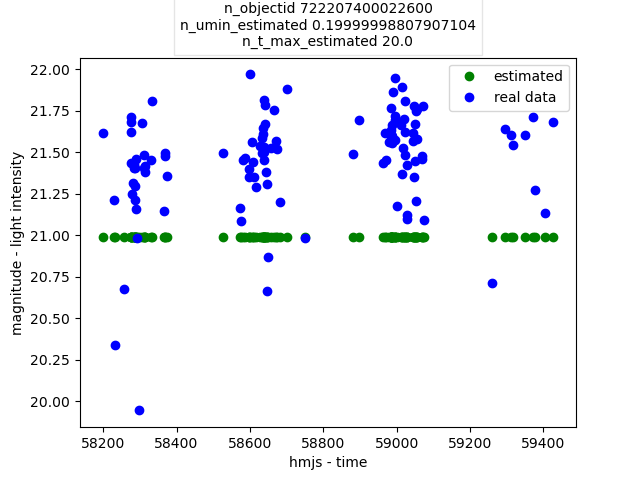 n_objectid 722207400022600
n_umin_estimated 0.19999998807907104
n_t_max_estimated 20.0
22.00
21.75
21.50
21.25
21.00
20.75
20.50
20.25
20.00
magnitude - light intensity
estimated
real data
58200 58400 58600 58800 59000 59200 59400
hmjs - time